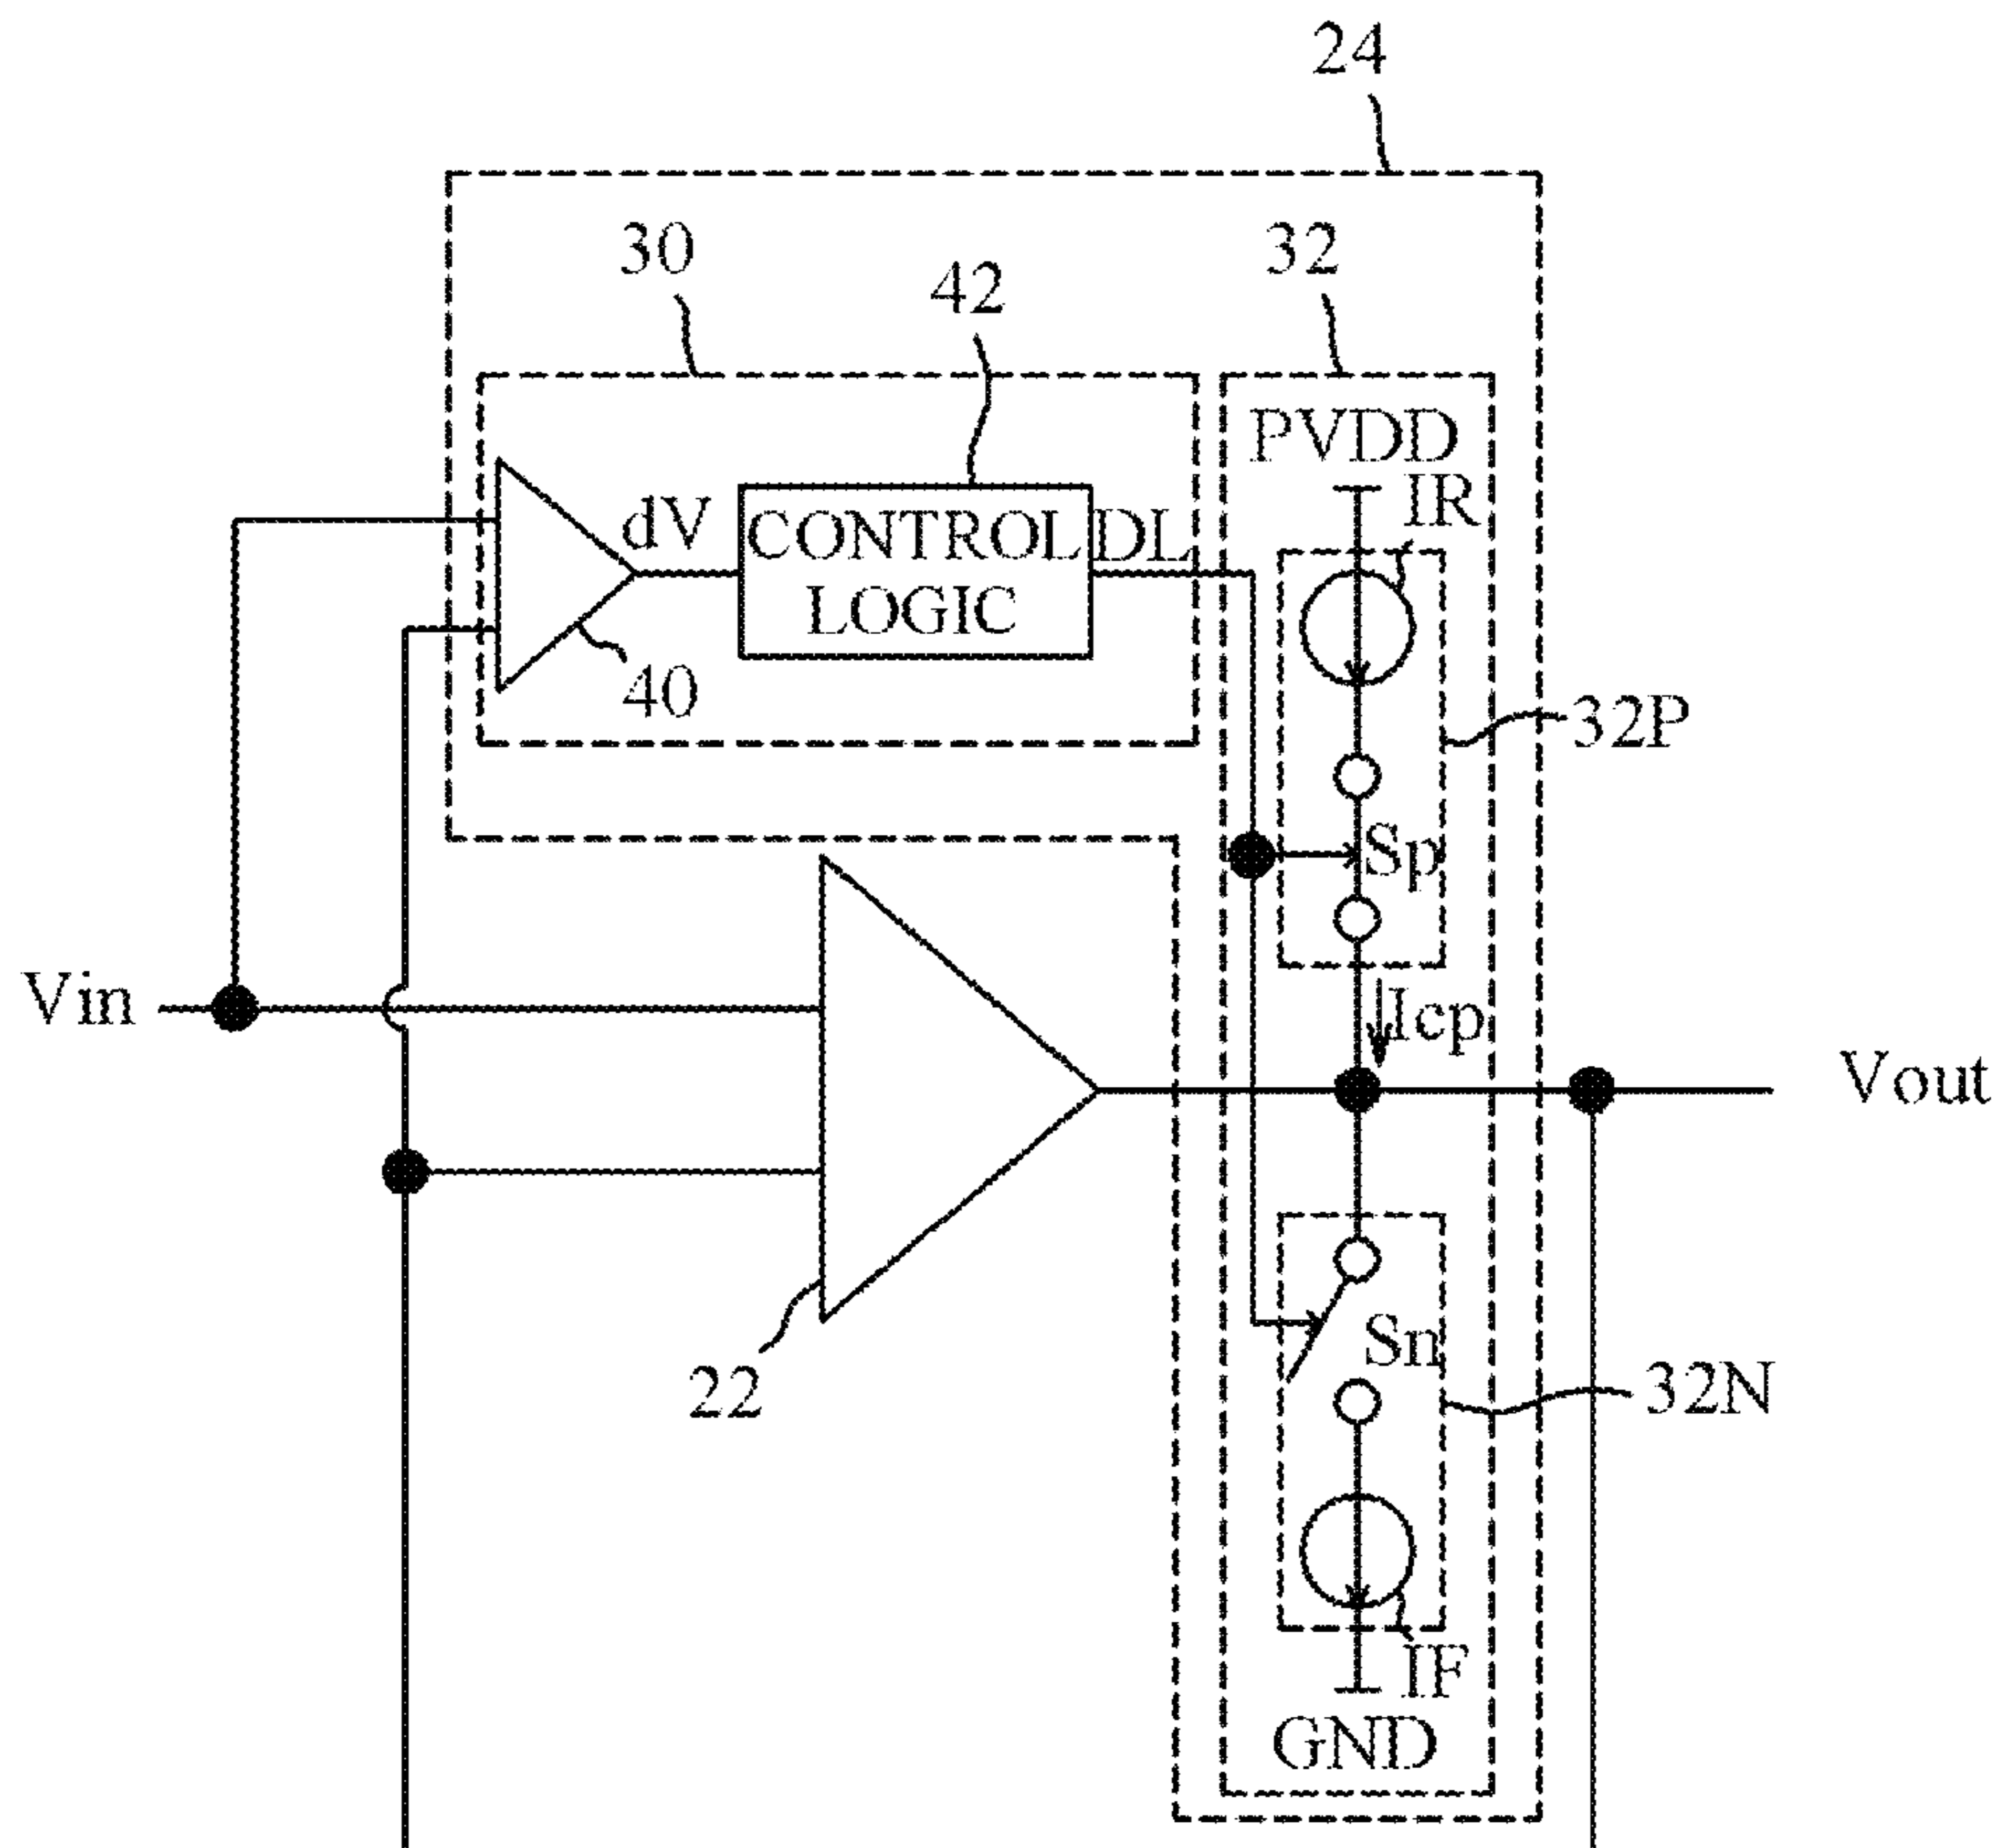 24
30
32
42
PVDD
IR
dV
CONTROL
LOGIC
DL
40
32P
Sp
Vin
Icp
Vout
22
Sn
32N
IF
GND